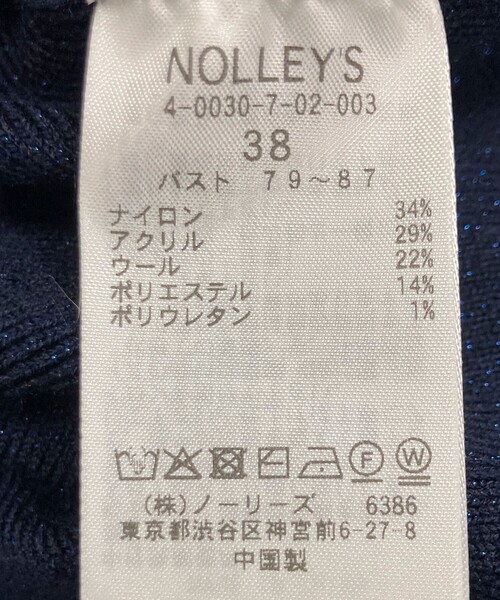 NOLLEY'S
4-0030-7-02-003
38
バスト 79～87
ナイロン 34%
アクリル 29%
ウール 22%
ポリエステル 14%
ポリウレタン 1%
F W
(株)ノーリーズ 6386
東京都渋谷区神宮前6-27-8
中国製